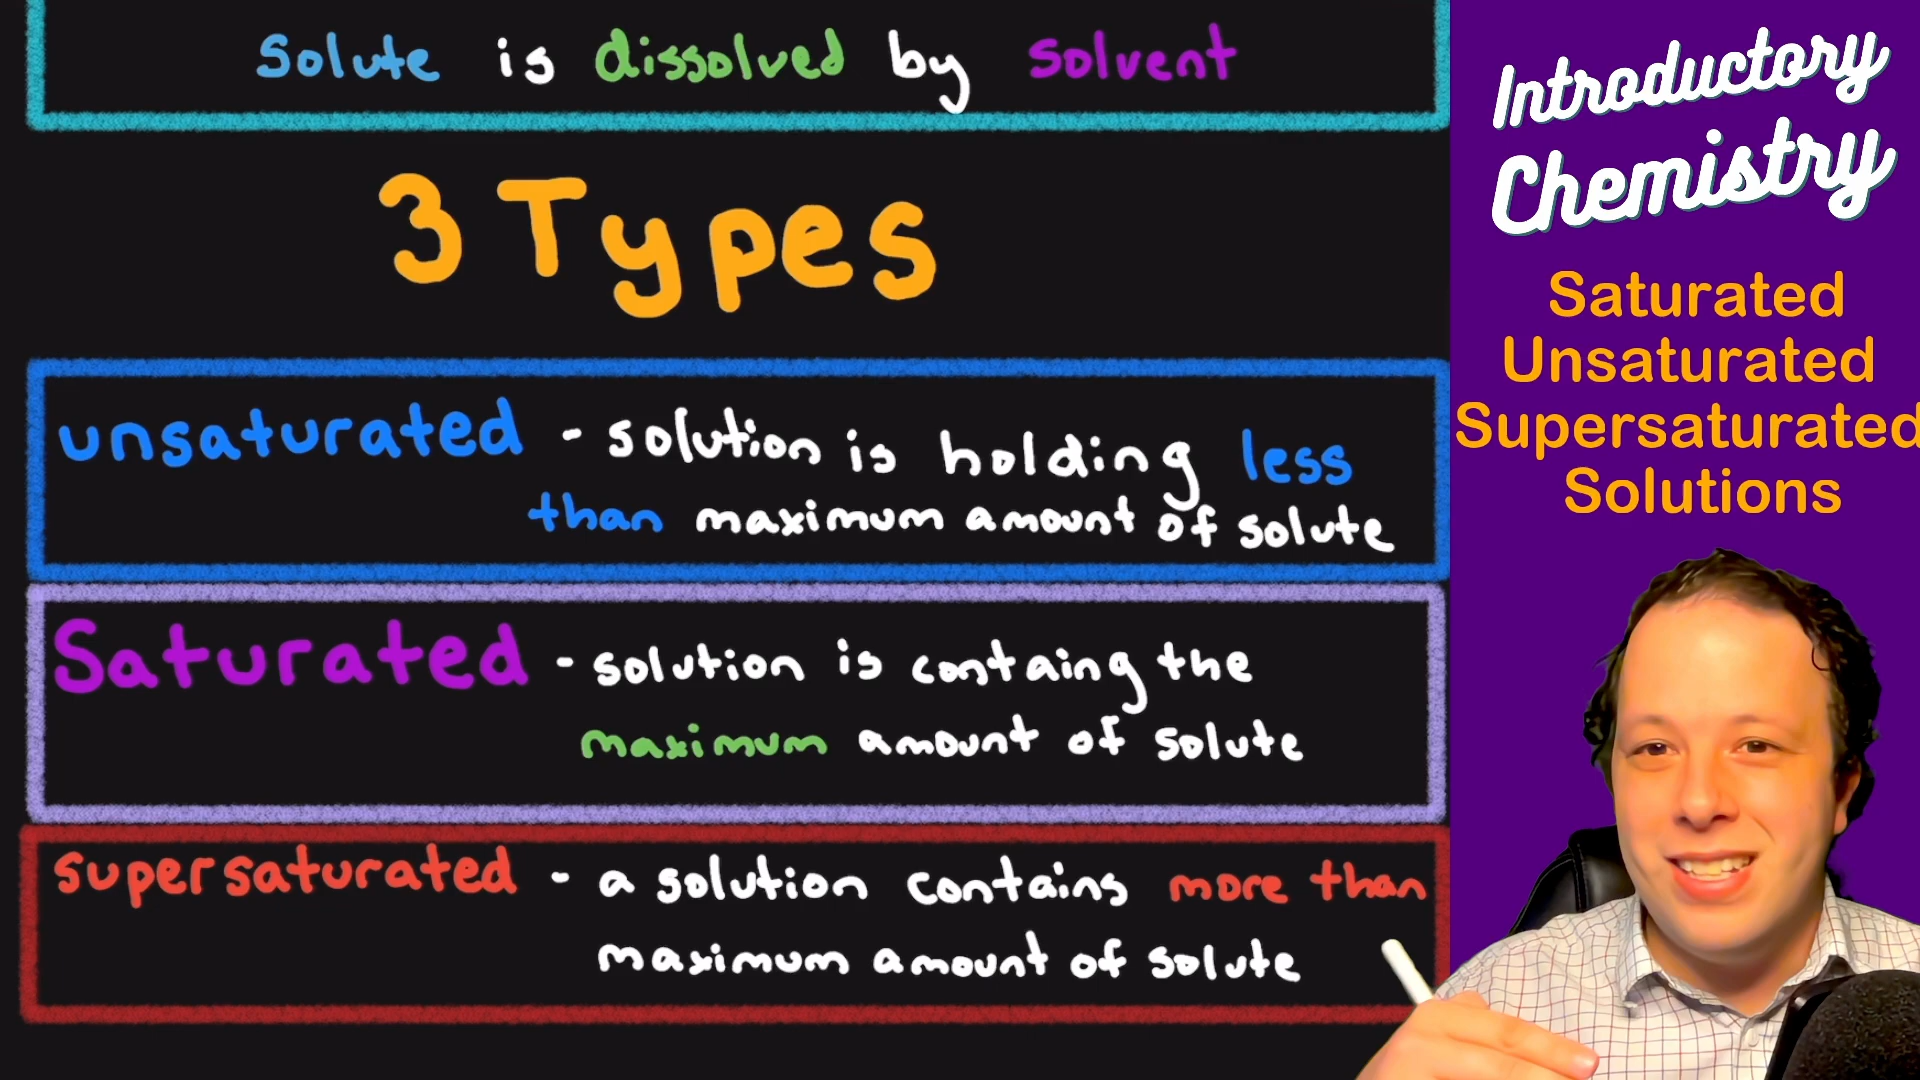 Solute is dissolved by solvent
3 Types
unsaturated - solution is holding less
than maximum amount of solute
Saturated - solution is containg the
maximum amount of solute
supersaturated - a solution contains more than
maximum amount of solute
Introductory
Chemistry
Saturated
Unsaturated
Supersaturated
Solutions